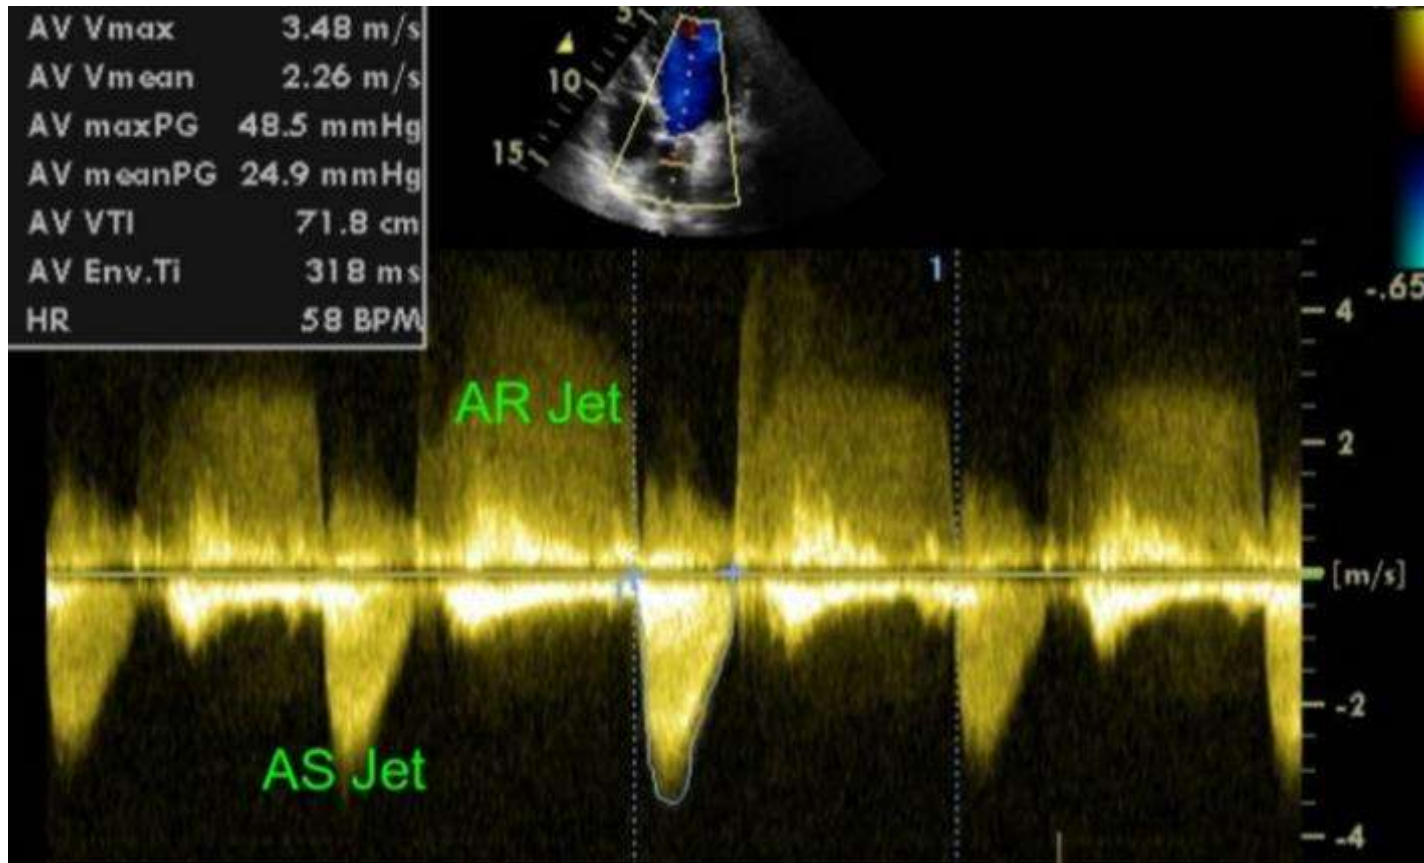 AV Vmax 3.48 m/s
AV Vmean 2.26 m/s
AV maxPG 48.5 mmHg
AV meanPG 24.9 mmHg
AV VTI 71.8 cm
AV Env.Ti 318 ms
HR 58 BPM
5
10
15
1
-.65
4
AR Jet
2
[m/s]
-2
AS Jet
-4